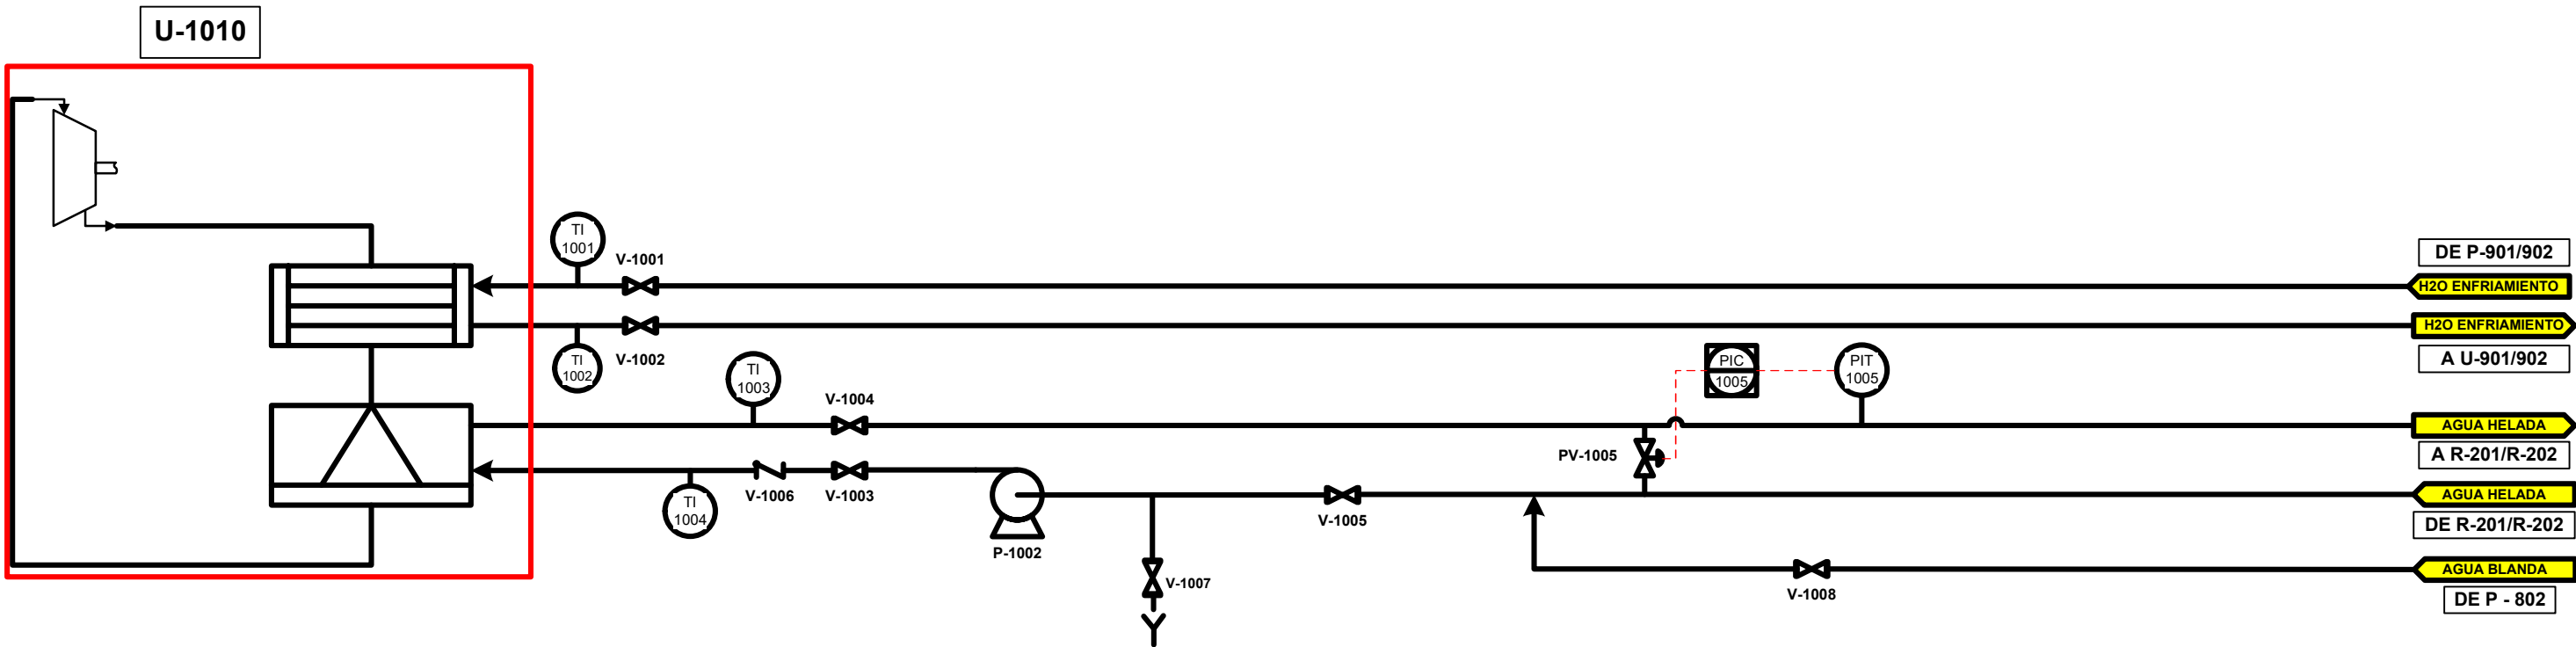 U-1010
TI
1001
V-1001
DE P-901/902
H2O ENFRIAMIENTO
H2O ENFRIAMIENTO
A U-901/902
TI
1002
V-1002
TI
1003
V-1004
PIC
1005
PIT
1005
AGUA HELADA
A R-201/R-202
PV-1005
TI
1004
V-1006
V-1003
P-1002
V-1005
AGUA HELADA
DE R-201/R-202
V-1007
V-1008
AGUA BLANDA
DE P - 802